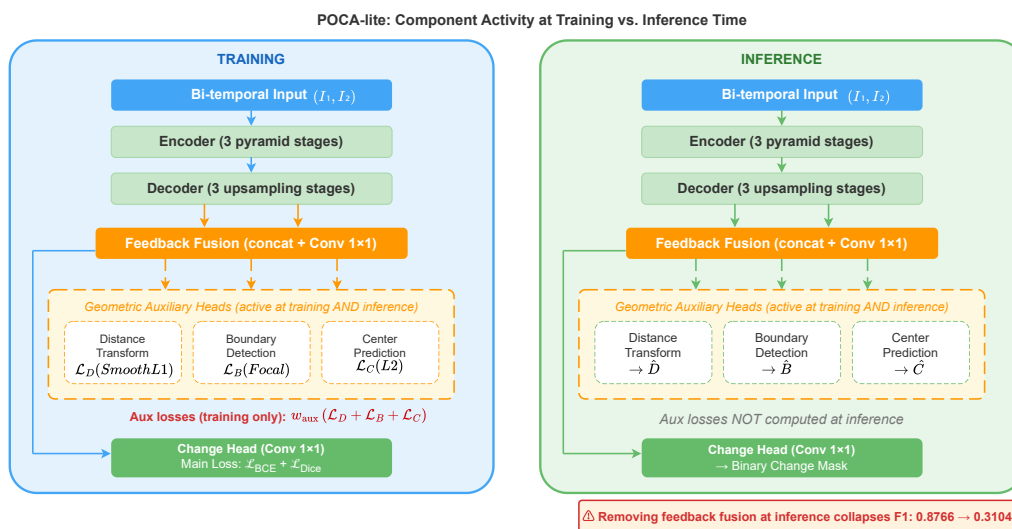 POCA-lite: Component Activity at Training vs. Inference Time
TRAINING
Bi-temporal Input (I₁, I₂)
Encoder (3 pyramid stages)
Decoder (3 upsampling stages)
Feedback Fusion (concat + Conv 1×1)
Geometric Auxiliary Heads (active at training AND inference)
Distance
Transform
ℒ_D(SmoothL1)
Boundary
Detection
ℒ_B(Focal)
Center
Prediction
ℒ_C(L2)
Aux losses (training only): w_aux (ℒ_D + ℒ_B + ℒ_C)
Change Head (Conv 1×1)
Main Loss: ℒ_BCE + ℒ_Dice
INFERENCE
Bi-temporal Input (I₁, I₂)
Encoder (3 pyramid stages)
Decoder (3 upsampling stages)
Feedback Fusion (concat + Conv 1×1)
Geometric Auxiliary Heads (active at training AND inference)
Distance
Transform
→ D̂
Boundary
Detection
→ B̂
Center
Prediction
→ Ĉ
Aux losses NOT computed at inference
Change Head (Conv 1×1)
→ Binary Change Mask
⚠ Removing feedback fusion at inference collapses F1: 0.8766 → 0.3104